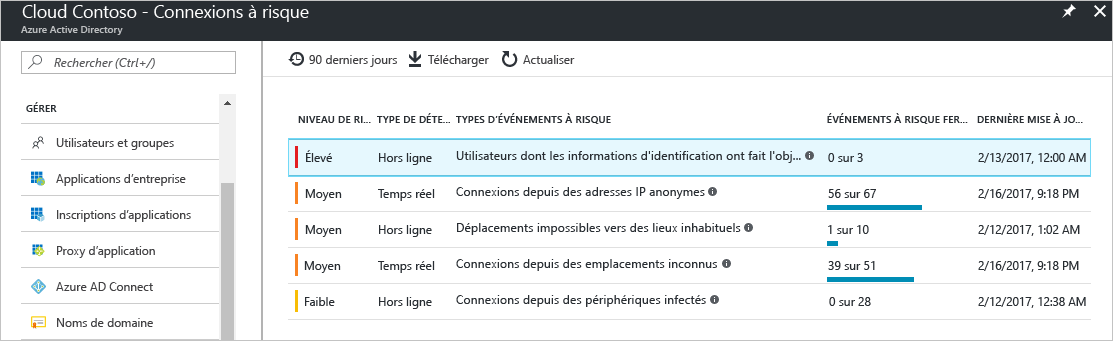 Cloud Contoso - Connexions à risque
Azure Active Directory
Rechercher (Ctrl+/)
GÉRER
Utilisateurs et groupes
Applications d'entreprise
Inscriptions d'applications
Proxy d'application
Azure AD Connect
Noms de domaine
90 derniers jours Télécharger Actualiser
NIVEAU DE RI... TYPE DE DÉTE... TYPES D'ÉVÉNEMENTS À RISQUE ÉVÉNEMENTS À RISQUE FER... DERNIÈRE MISE À JO...
Élevé Hors ligne Utilisateurs dont les informations d'identification ont fait l'obj... 0 sur 3 2/13/2017, 12:00 AM
Moyen Temps réel Connexions depuis des adresses IP anonymes 56 sur 67 2/16/2017, 9:18 PM
Moyen Hors ligne Déplacements impossibles vers des lieux inhabituels 1 sur 10 2/12/2017, 1:02 AM
Moyen Temps réel Connexions depuis des emplacements inconnus 39 sur 51 2/16/2017, 9:18 PM
Faible Hors ligne Connexions depuis des périphériques infectés 0 sur 28 2/12/2017, 12:38 AM